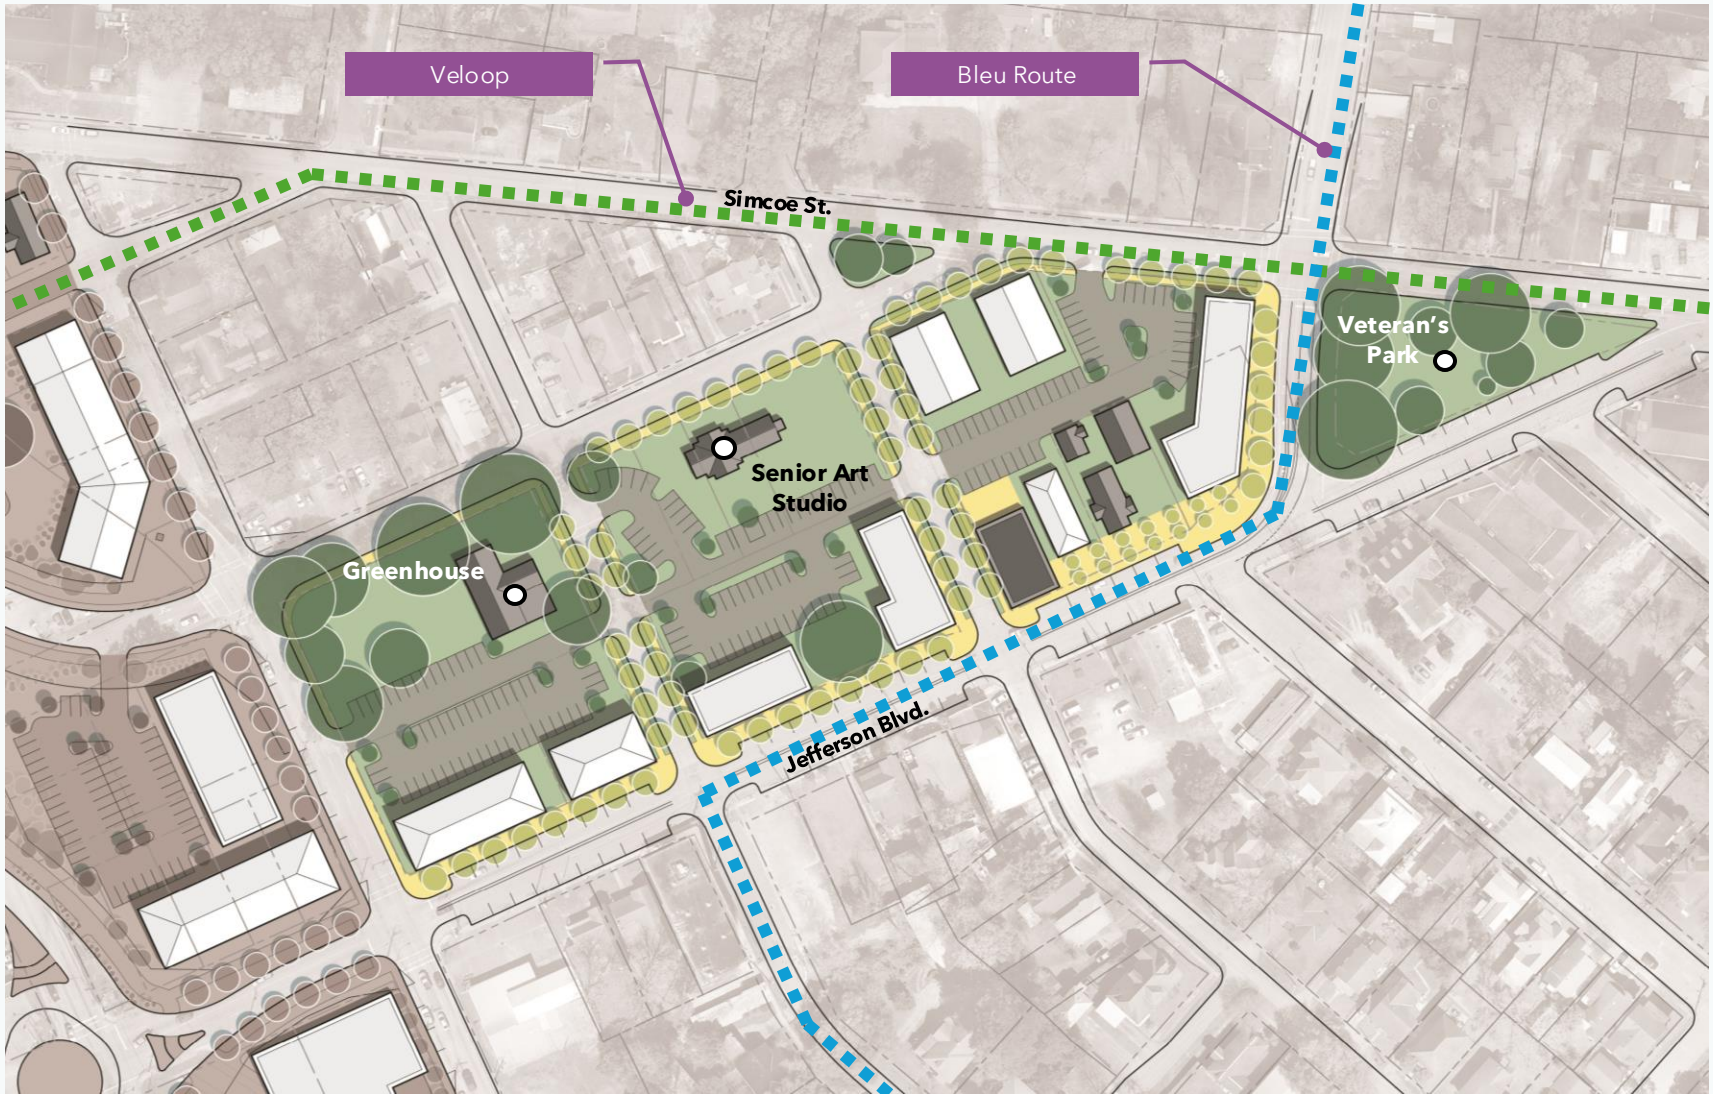 Veloop
Bleu Route
Simcoe St.
Veteran's
Park
Senior Art
Studio
Greenhouse
Jefferson Blvd.